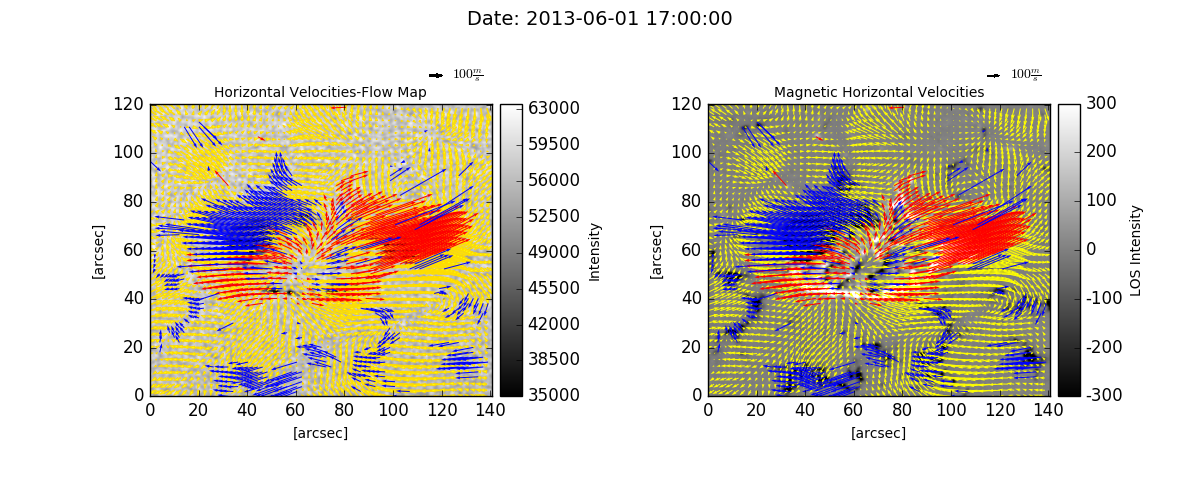 Date: 2013-06-01 17:00:00
100 m/s
100 m/s
Horizontal Velocities-Flow Map
Magnetic Horizontal Velocities
120
100
80
60
40
20
0
0 20 40 60 80 100 120 140
[arcsec]
[arcsec]
63000
59500
56000
52500
49000
45500
42000
38500
35000
Intensity
120
100
80
60
40
20
0
0 20 40 60 80 100 120 140
[arcsec]
[arcsec]
300
200
100
0
-100
-200
-300
LOS Intensity